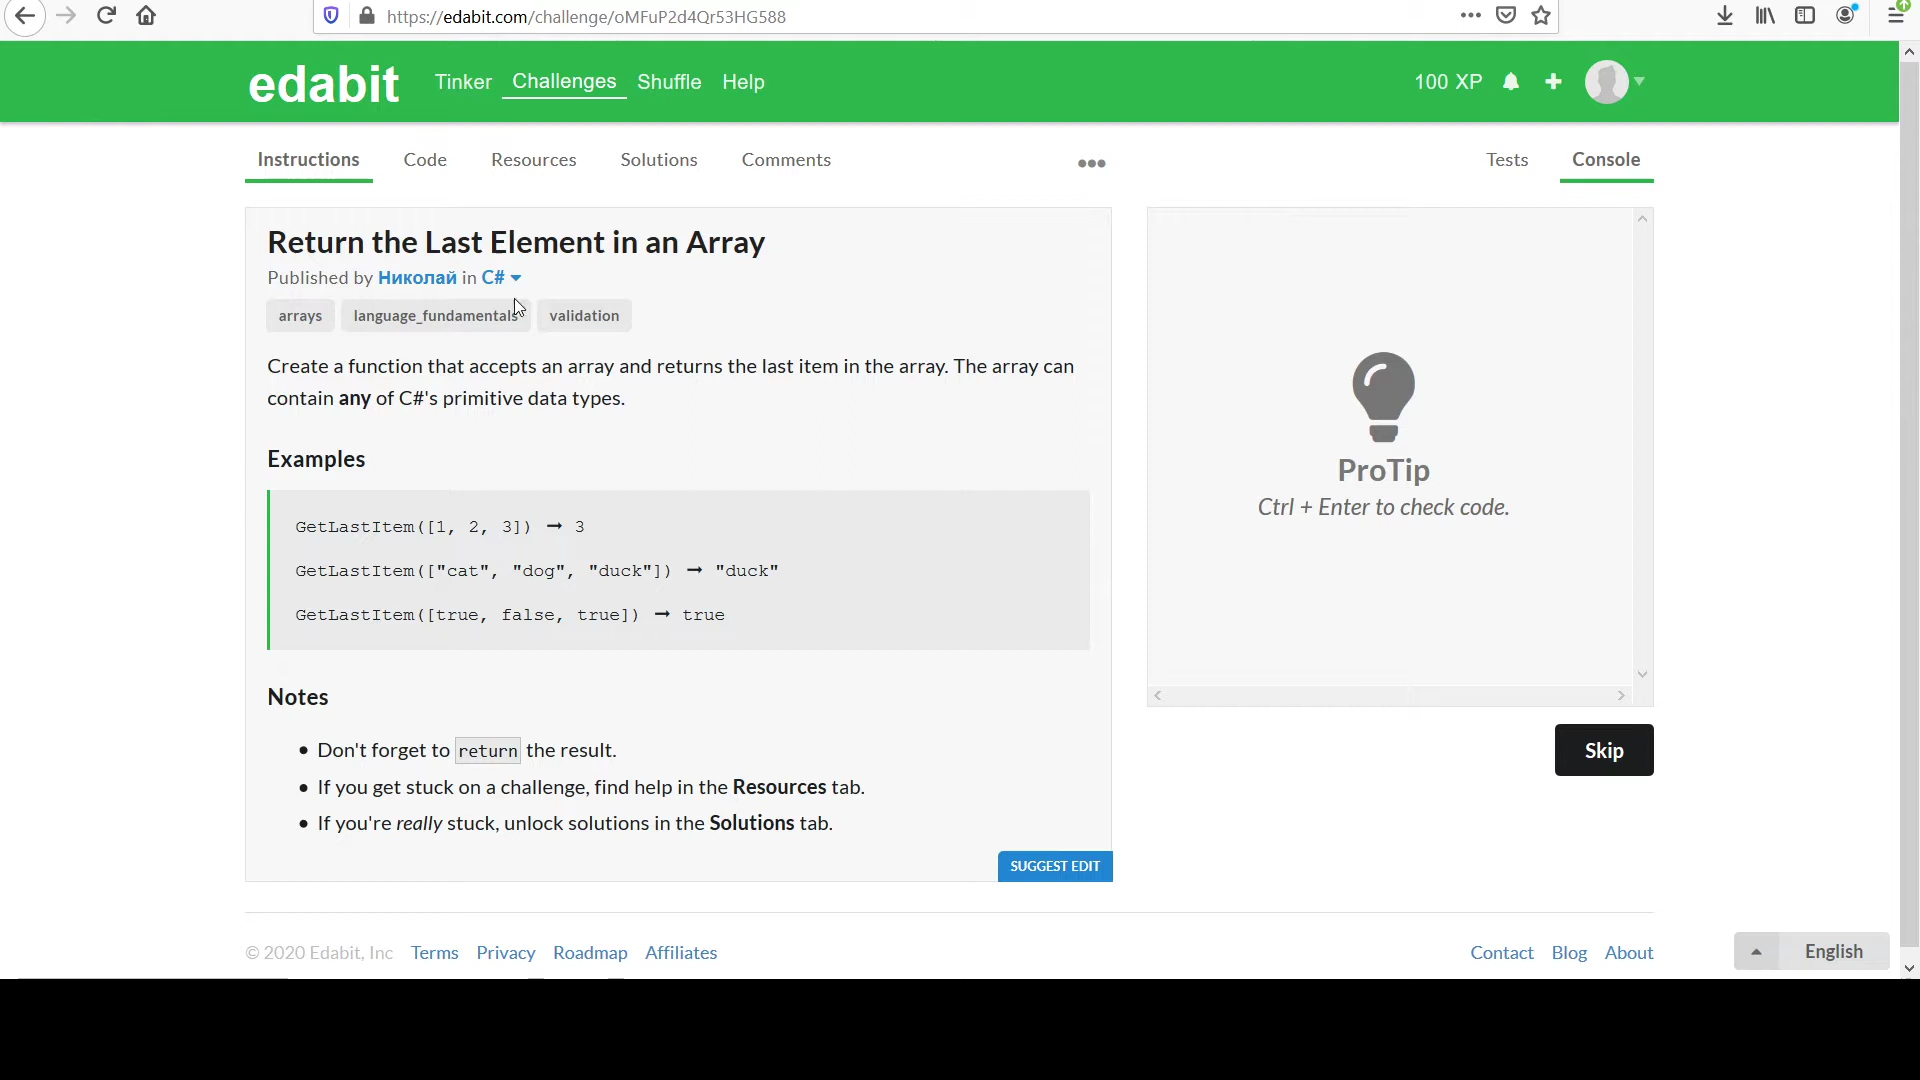 https://edabit.com/challenge/oMFuP2d4Qr53HG588
edabit Tinker Challenges Shuffle Help 100 XP
Instructions Code Resources Solutions Comments Tests Console
Return the Last Element in an Array
Published by Николай in C#
arrays language_fundamentals validation
Create a function that accepts an array and returns the last item in the array. The array can
contain any of C#'s primitive data types.
Examples
GetLastItem([1, 2, 3]) ➞ 3
GetLastItem(["cat", "dog", "duck"]) ➞ "duck"
GetLastItem([true, false, true]) ➞ true
Notes
• Don't forget to return the result.
• If you get stuck on a challenge, find help in the Resources tab.
• If you're really stuck, unlock solutions in the Solutions tab.
SUGGEST EDIT
ProTip
Ctrl + Enter to check code.
Skip
© 2020 Edabit, Inc Terms Privacy Roadmap Affiliates Contact Blog About
English